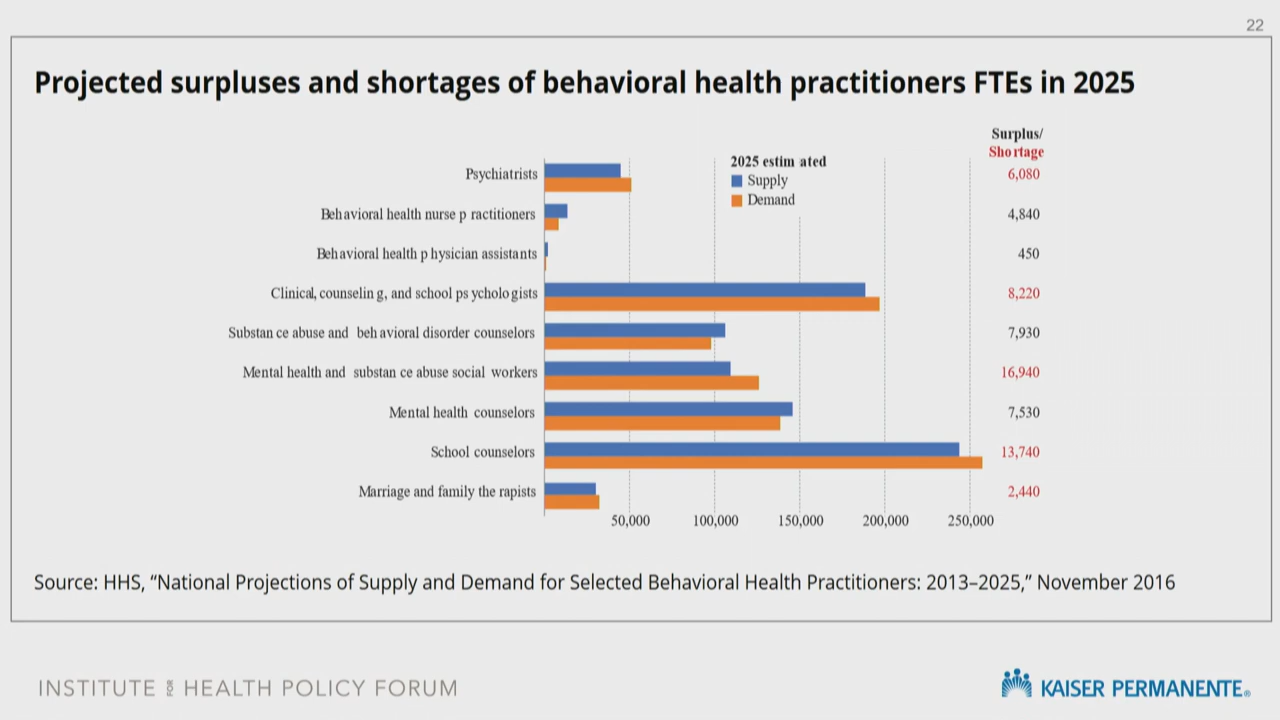 22
Projected surpluses and shortages of behavioral health practitioners FTEs in 2025
Surplus/
Shortage
2025 estim ated
Supply
Demand
Psychiatrists 6,080
Behavioral health nurse p ractitioners 4,840
Behavioral health p hysician assistants 450
Clinical, counselin g, and school ps ycholo gists 8,220
Substan ce abuse and beh avioral disorder counselors 7,930
Mental health and substan ce abuse social workers 16,940
Mental health counselors 7,530
School counselors 13,740
Marriage and family the rapists 2,440
50,000 100,000 150,000 200,000 250,000
Source: HHS, “National Projections of Supply and Demand for Selected Behavioral Health Practitioners: 2013–2025,” November 2016
INSTITUTE FOR HEALTH POLICY FORUM
KAISER PERMANENTE®